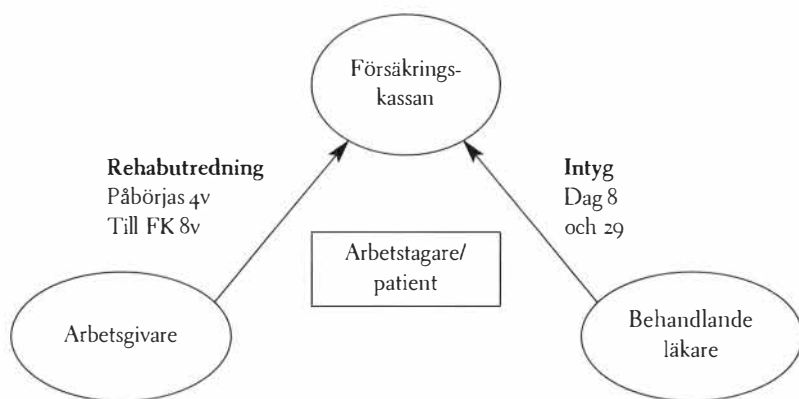 Försäkrings-
kassan
Rehabutredning
Påbörjas 4v
Till FK 8v
Intyg
Dag 8
och 29
Arbetstagare/
patient
Arbetsgivare
Behandlande
läkare